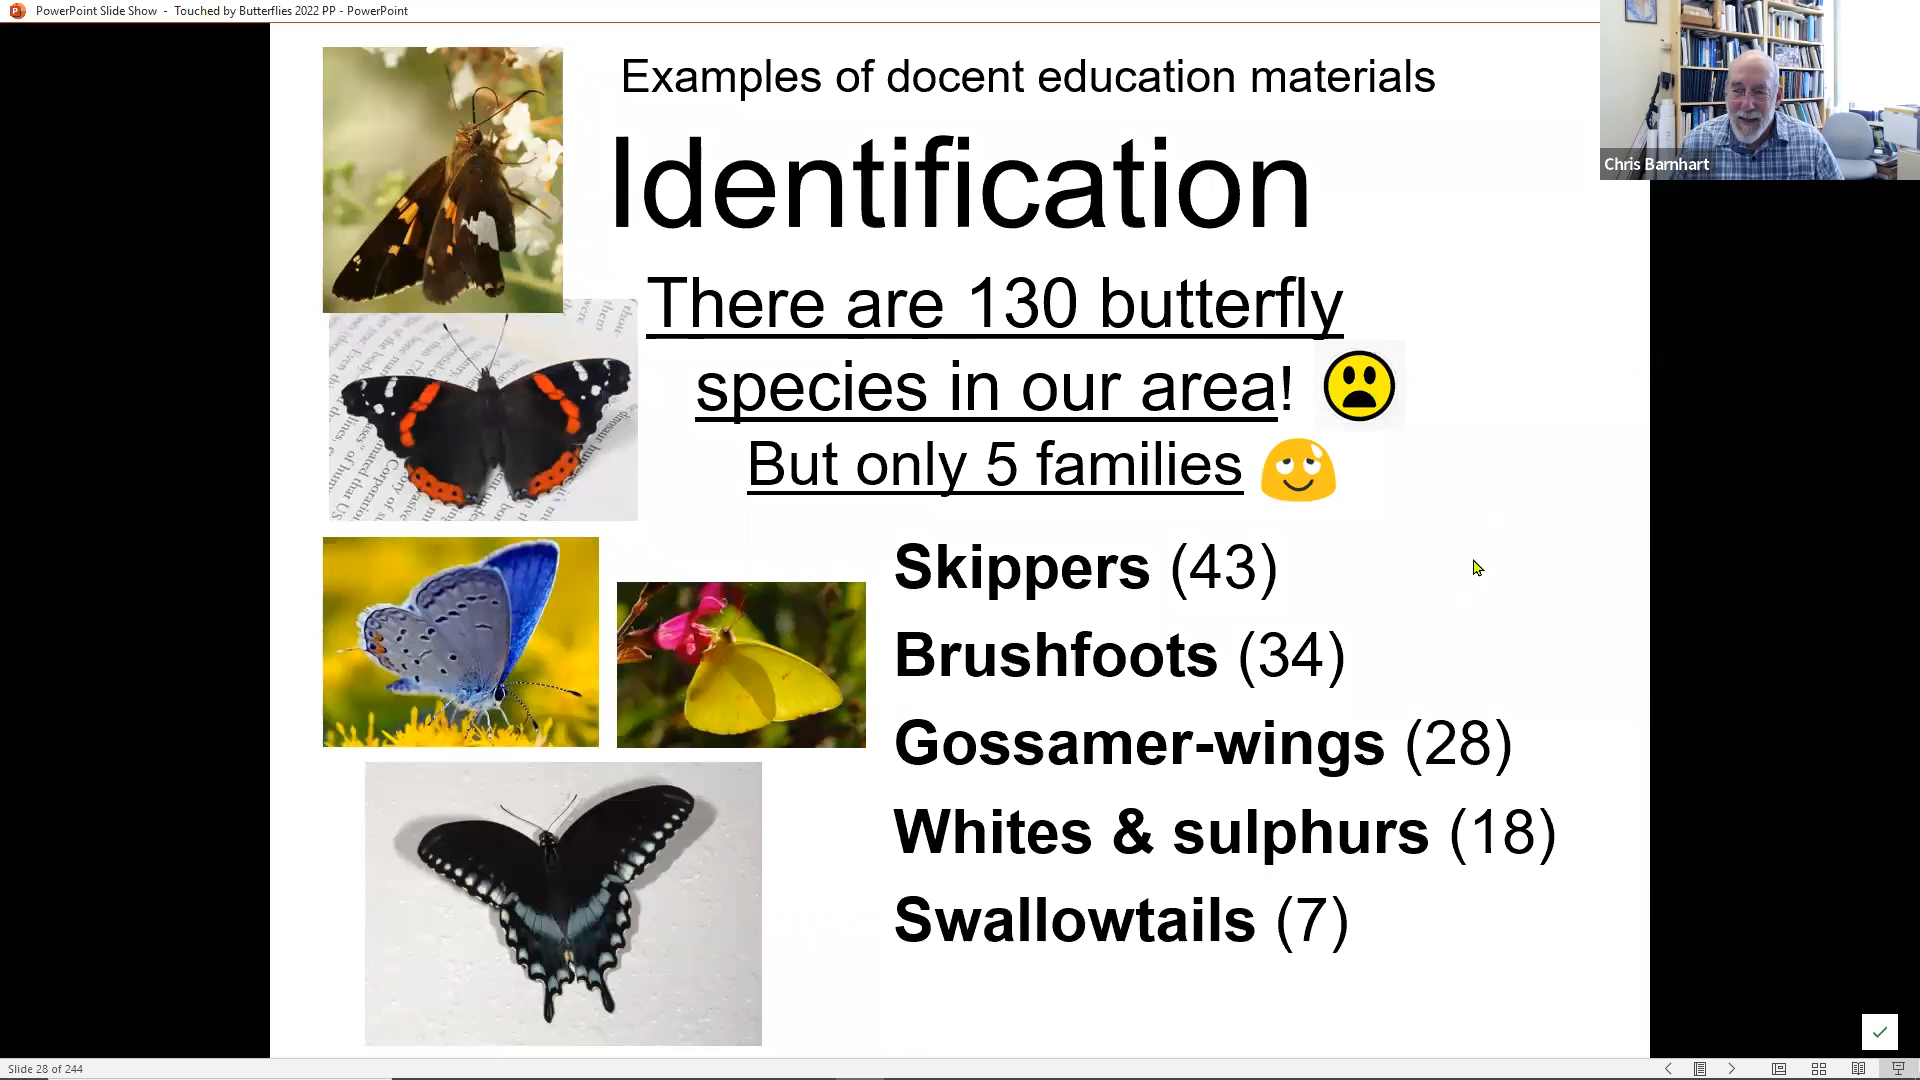 PowerPoint Slide Show - Touched by Butterflies 2022 PP - PowerPoint
Chris Barnhart
Examples of docent education materials
Identification
There are 130 butterfly
species in our area!
But only 5 families
Skippers (43)
Brushfoots (34)
Gossamer-wings (28)
Whites & sulphurs (18)
Swallowtails (7)
Slide 28 of 244